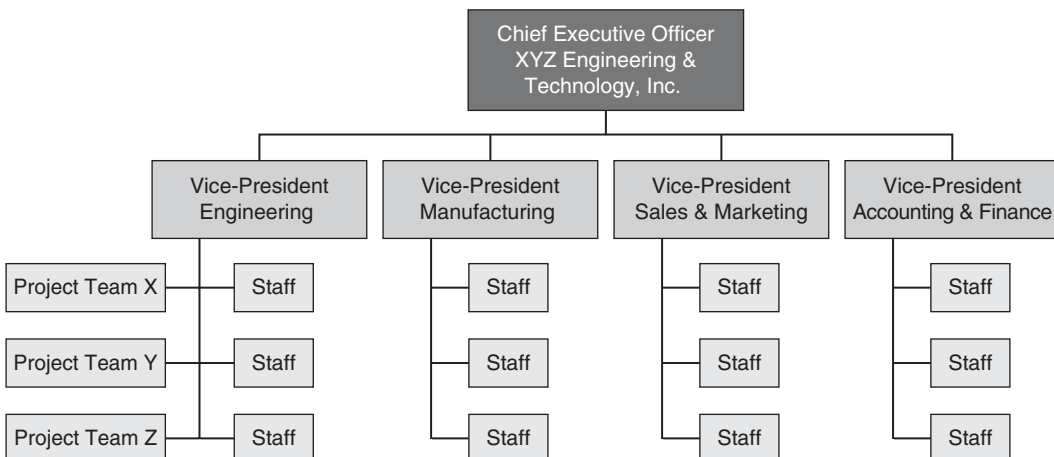 Chief Executive Officer
XYZ Engineering &
Technology, Inc.
Vice-President
Engineering
Vice-President
Manufacturing
Vice-President
Sales & Marketing
Vice-President
Accounting & Finance
Project Team X
Staff
Staff
Staff
Staff
Project Team Y
Staff
Staff
Staff
Staff
Project Team Z
Staff
Staff
Staff
Staff